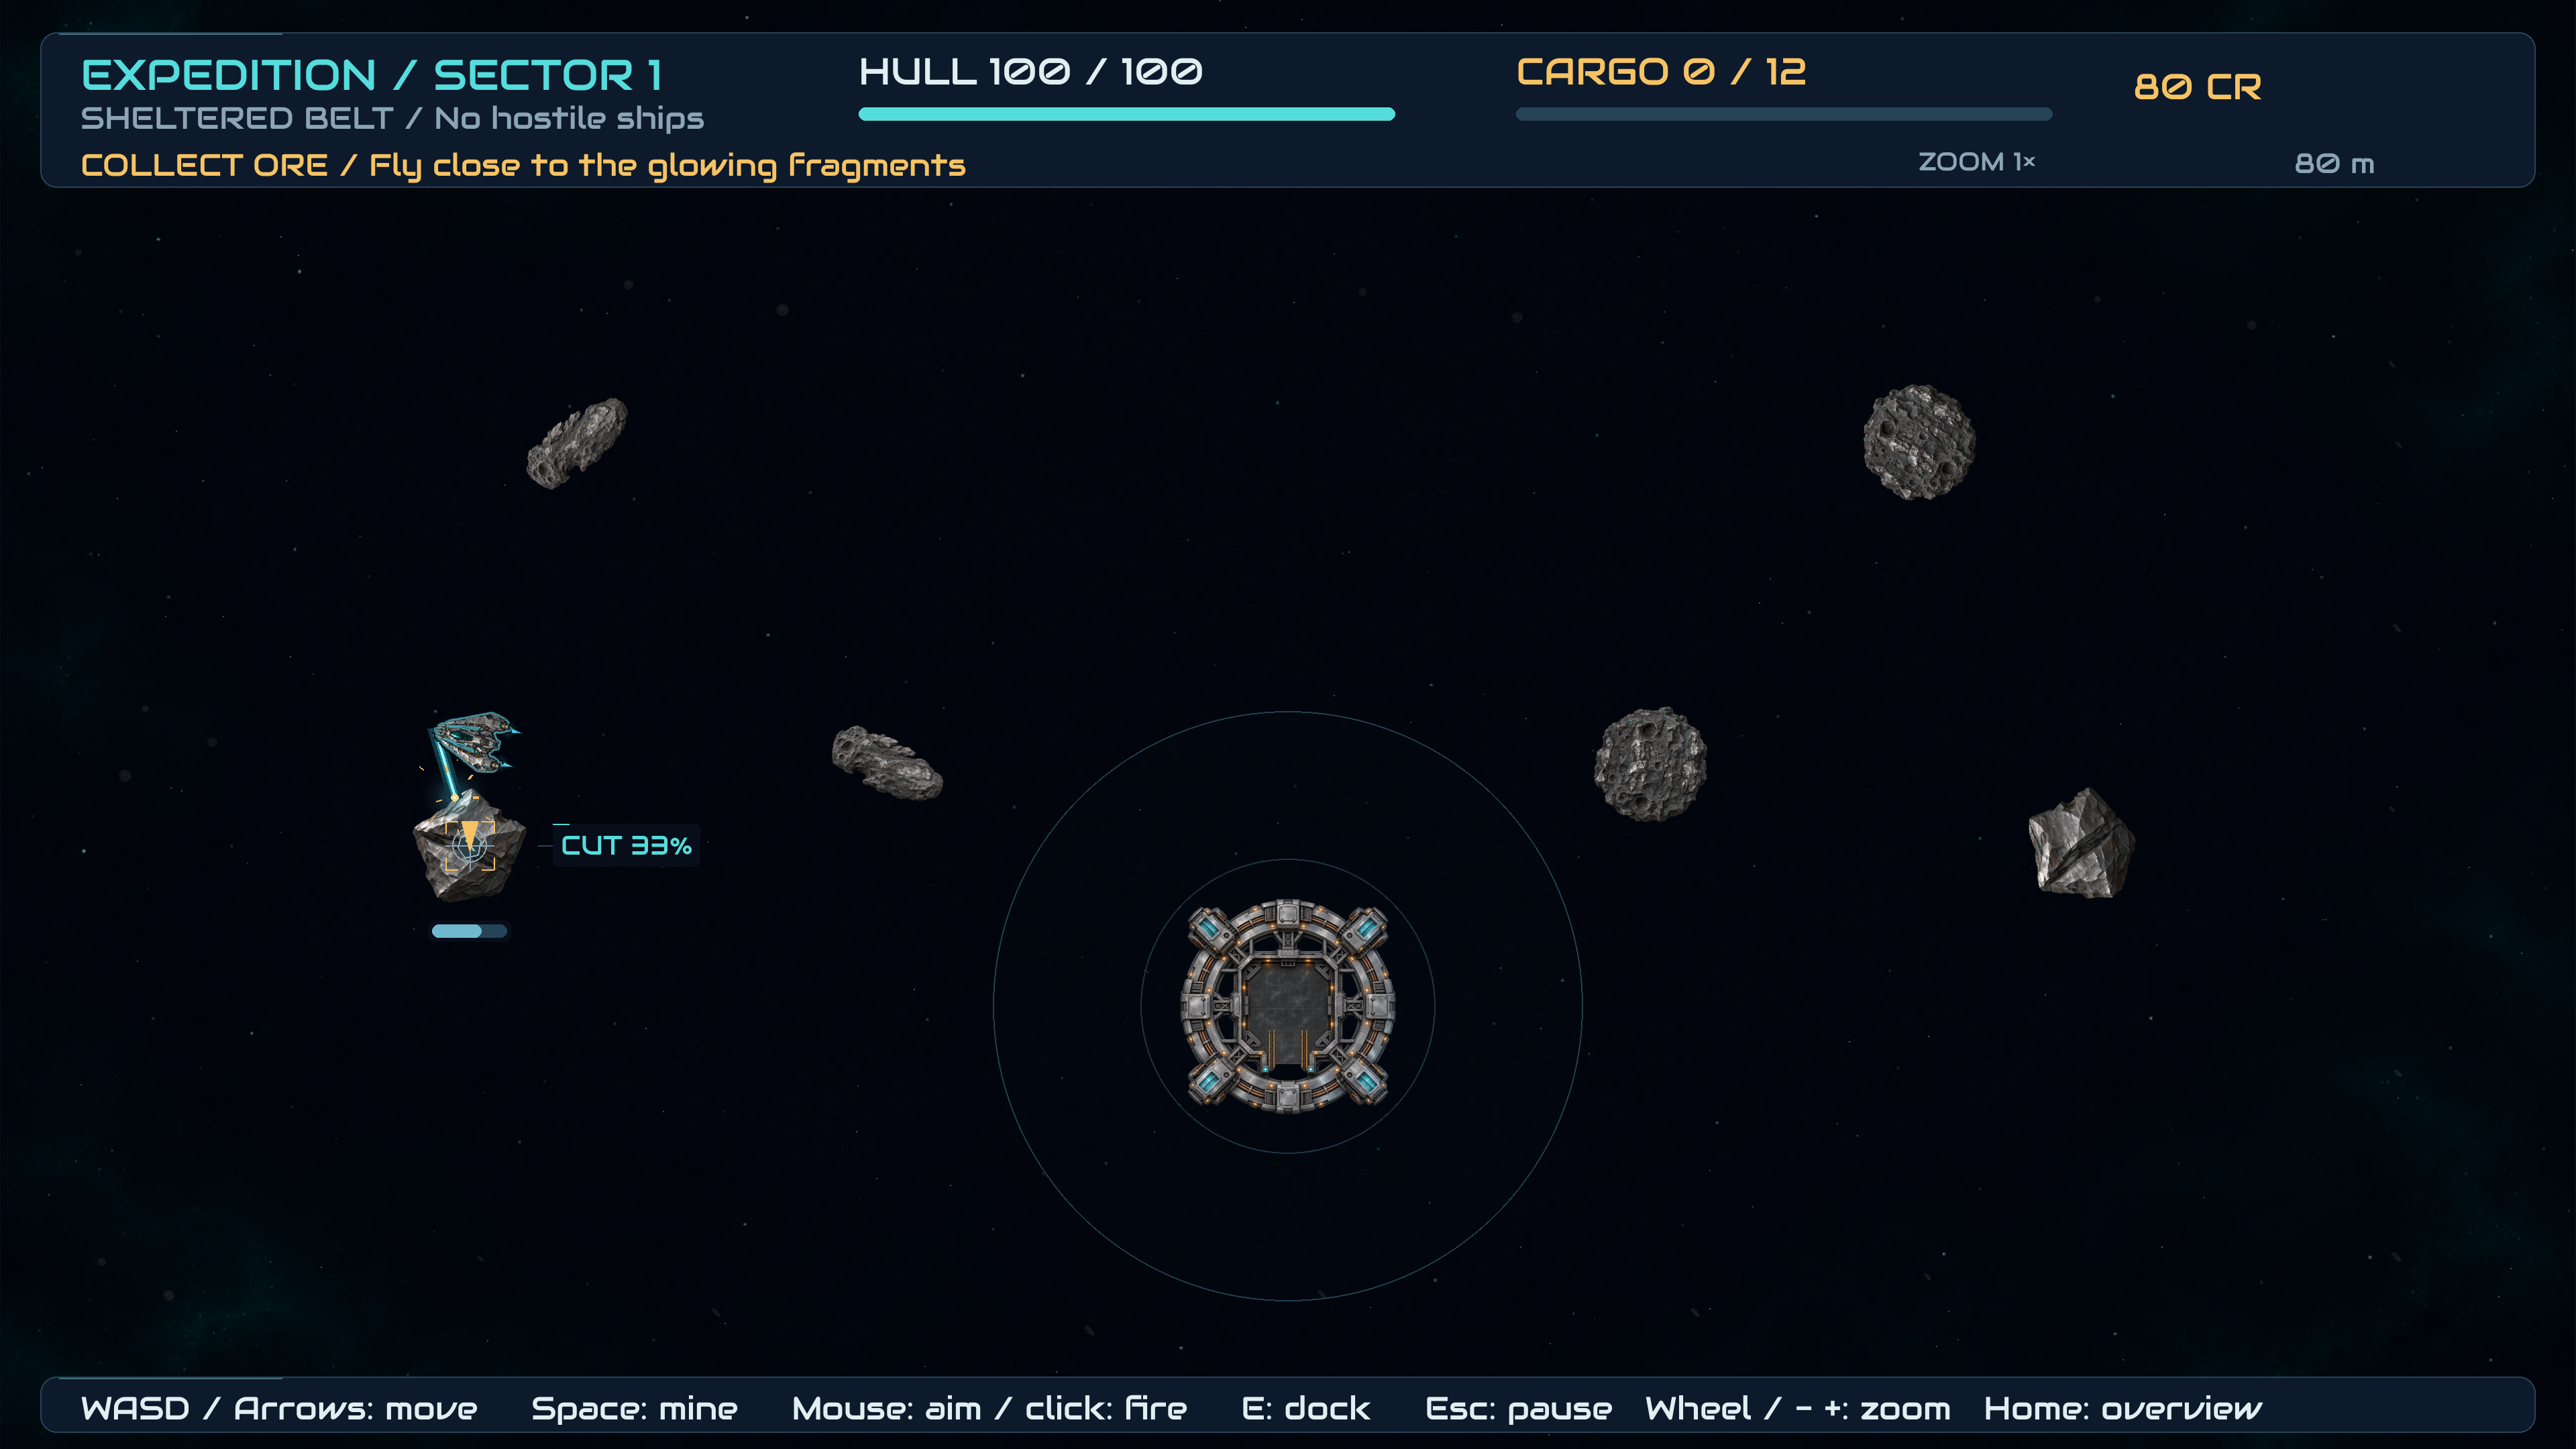 EXPEDITION / SECTOR 1
SHELTERED BELT / No hostile ships
COLLECT ORE / Fly close to the glowing fragments
HULL 100 / 100
CARGO 0 / 12
80 CR
ZOOM 1×
80 m
CUT 33%
WASD / Arrows: move Space: mine Mouse: aim / click: fire E: dock Esc: pause Wheel / - +: zoom Home: overview